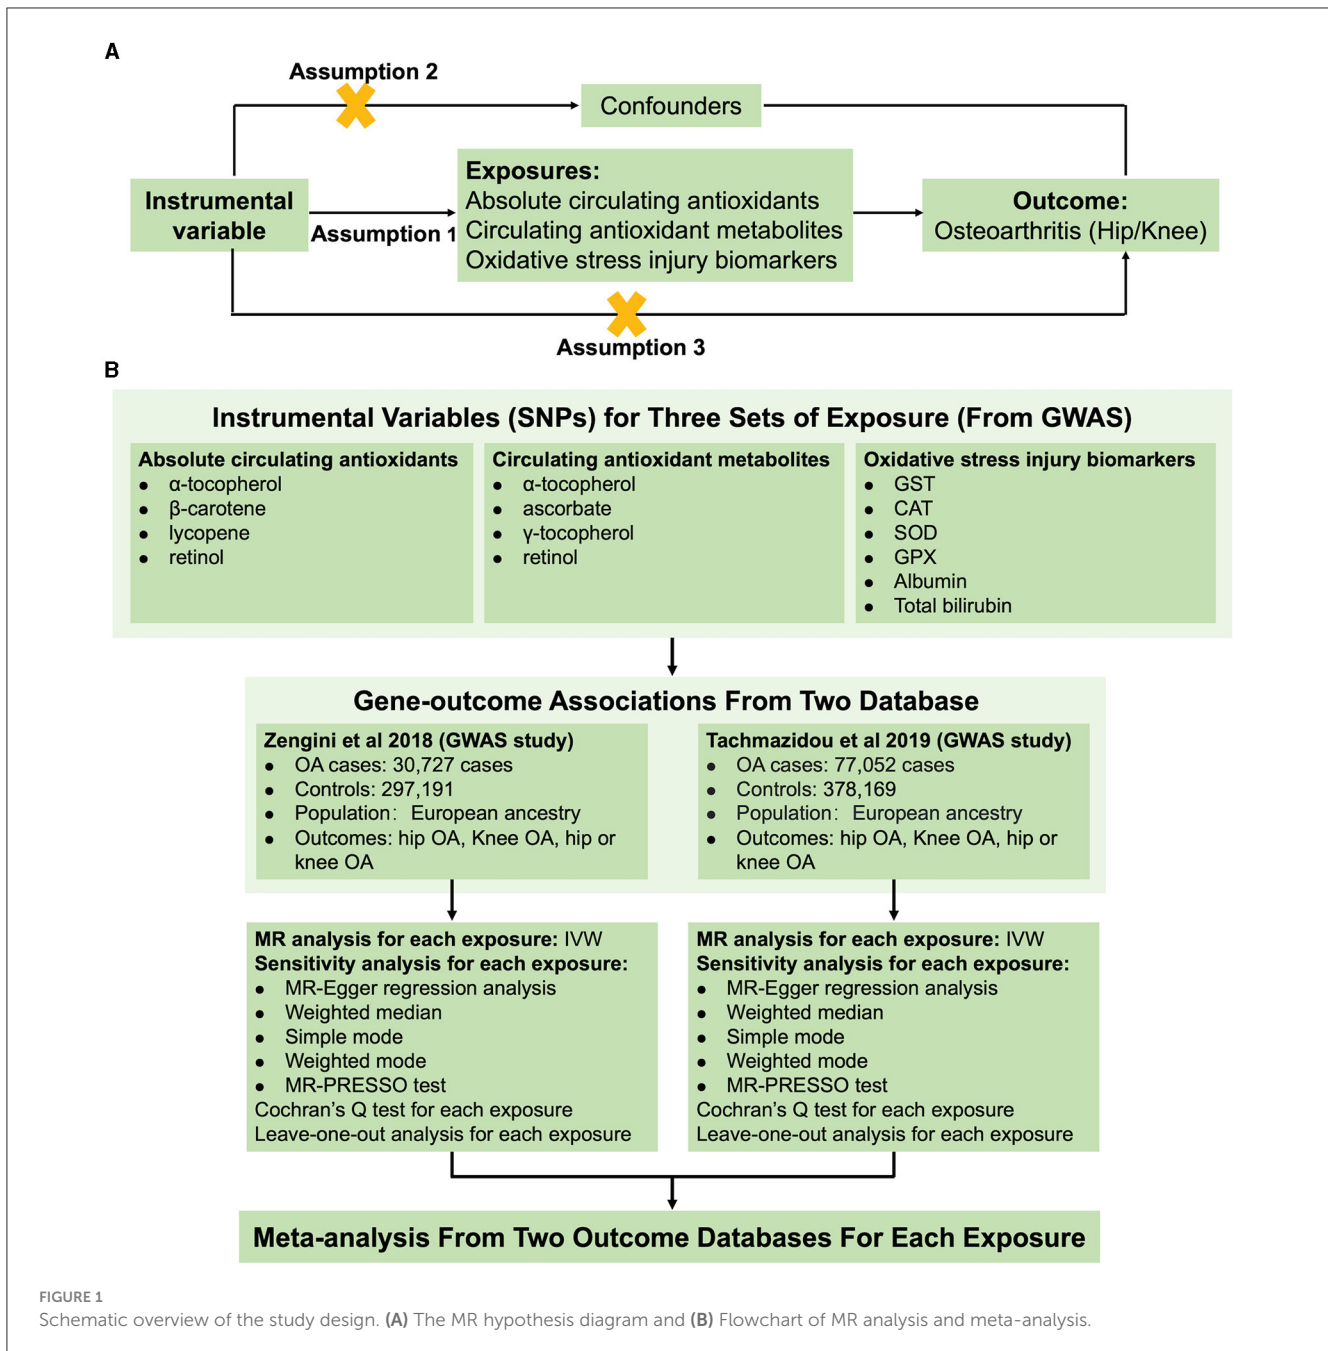 A
Assumption 2
Confounders
Instrumental
variable
Assumption 1
Exposures:
Absolute circulating antioxidants
Circulating antioxidant metabolites
Oxidative stress injury biomarkers
Outcome:
Osteoarthritis (Hip/Knee)
Assumption 3
B
Instrumental Variables (SNPs) for Three Sets of Exposure (From GWAS)
Absolute circulating antioxidants
● α-tocopherol
● β-carotene
● lycopene
● retinol
Circulating antioxidant metabolites
● α-tocopherol
● ascorbate
● γ-tocopherol
● retinol
Oxidative stress injury biomarkers
● GST
● CAT
● SOD
● GPX
● Albumin
● Total bilirubin
Gene-outcome Associations From Two Database
Zengini et al 2018 (GWAS study)
● OA cases: 30,727 cases
● Controls: 297,191
● Population: European ancestry
● Outcomes: hip OA, Knee OA, hip or
knee OA
Tachmazidou et al 2019 (GWAS study)
● OA cases: 77,052 cases
● Controls: 378,169
● Population: European ancestry
● Outcomes: hip OA, Knee OA, hip or
knee OA
MR analysis for each exposure: IVW
Sensitivity analysis for each exposure:
● MR-Egger regression analysis
● Weighted median
● Simple mode
● Weighted mode
● MR-PRESSO test
Cochran's Q test for each exposure
Leave-one-out analysis for each exposure
MR analysis for each exposure: IVW
Sensitivity analysis for each exposure:
● MR-Egger regression analysis
● Weighted median
● Simple mode
● Weighted mode
● MR-PRESSO test
Cochran's Q test for each exposure
Leave-one-out analysis for each exposure
Meta-analysis From Two Outcome Databases For Each Exposure
FIGURE 1
Schematic overview of the study design. (A) The MR hypothesis diagram and (B) Flowchart of MR analysis and meta-analysis.